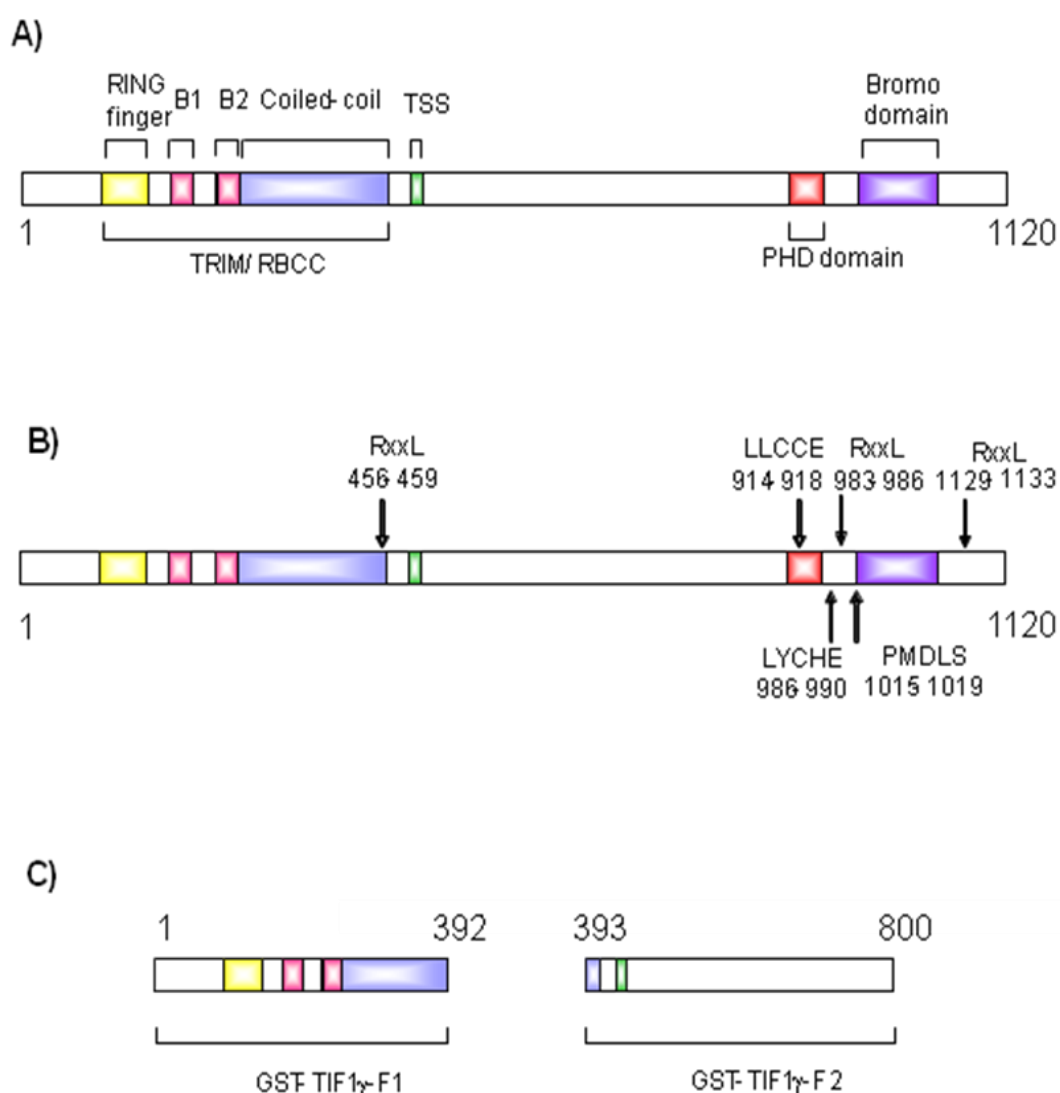 A)
RING
finger
B1
B2
Coiled- coil
TSS
Bromo
domain
1
1120
TRIM/ RBCC
PHD domain
B)
RxxL
456- 459
LLCCE
914- 918
RxxL
983- 986
RxxL
1129- 1133
1
1120
LYCHE
986- 990
PMDLS
1015- 1019
C)
1
392
393
800
GST- TIF1γ- F1
GST- TIF1γ- F2